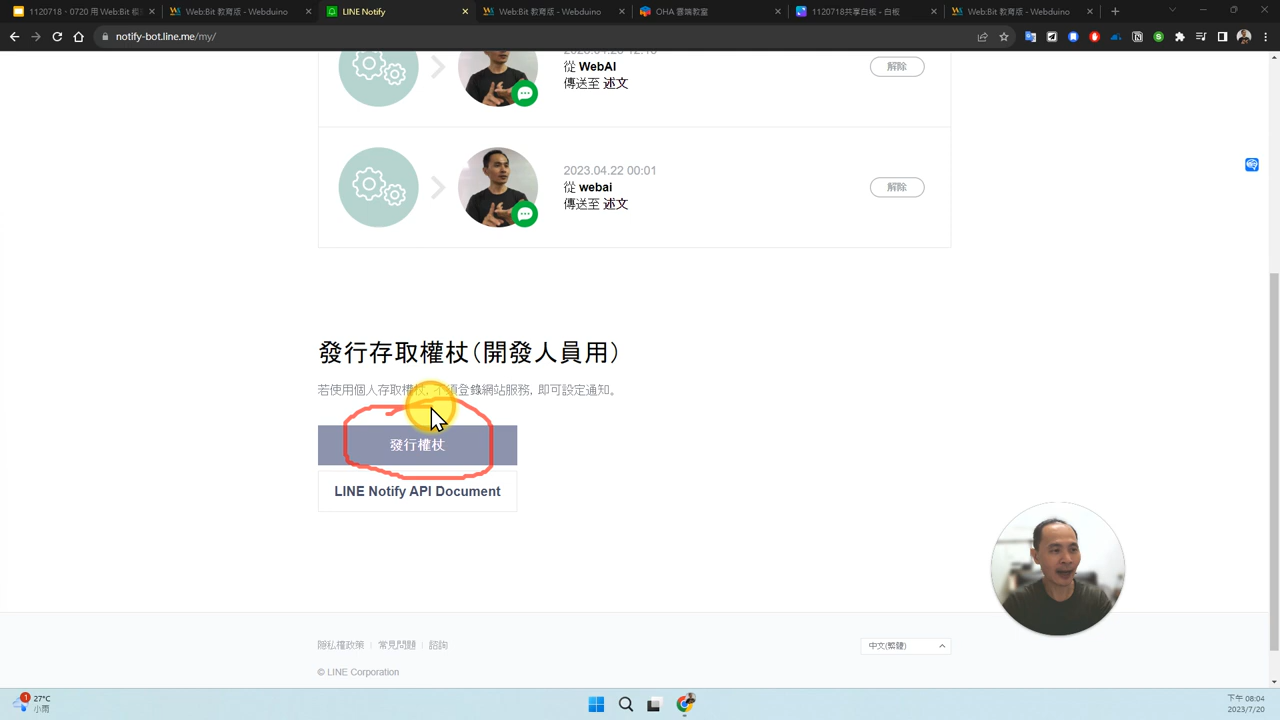 1120718 - 0720 用 Web:Bit 
Web:Bit 教育版 - Webduino
LINE Notify
Web:Bit 教育版 - Webduino
OHA 雲端教室
1120718共享白板 - 白板
Web:Bit 教育版 - Webduino
notify-bot.line.me/my/
從 WebAI
傳送至 述文
解除
2023.04.22 00:01
從 webai
傳送至 述文
解除
發行存取權杖(開發人員用)
若使用個人存取權杖, 不須登錄網站服務, 即可設定通知。
發行權杖
LINE Notify API Document
隱私權政策 | 常見問題 | 諮詢
中文(繁體)
© LINE Corporation
1
27°C
小雨
下午 08:04
2023/7/20